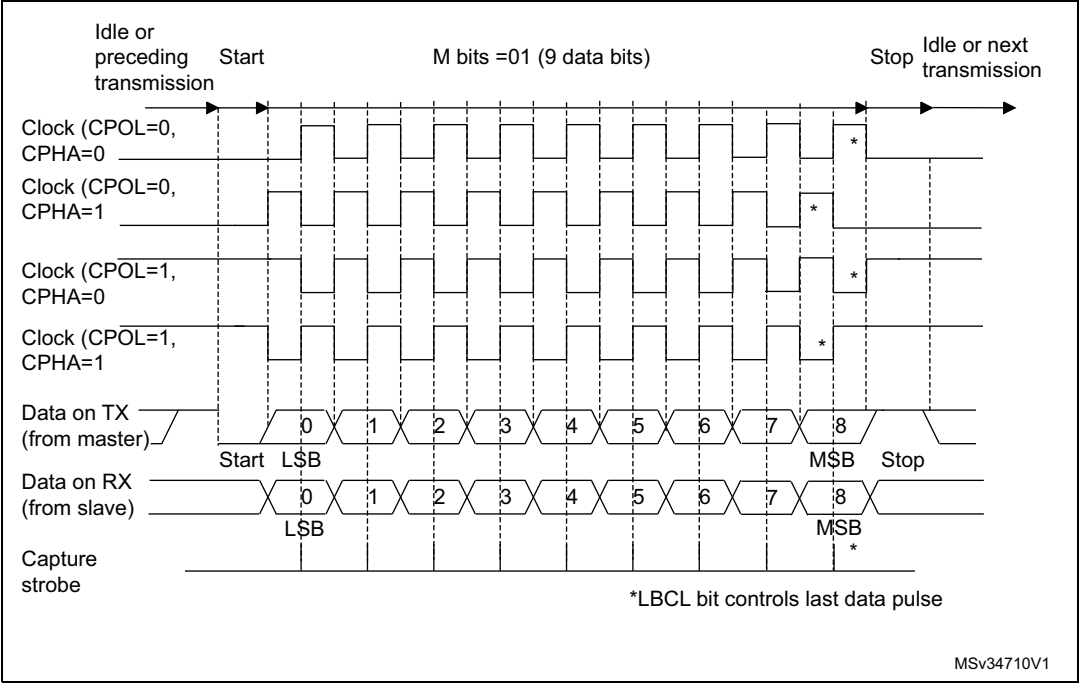 Idle or
preceding
transmission
Start
M bits =01 (9 data bits)
Stop
Idle or next
transmission
Clock (CPOL=0,
CPHA=0
*
Clock (CPOL=0,
CPHA=1
*
Clock (CPOL=1,
CPHA=0
*
Clock (CPOL=1,
CPHA=1
*
Data on TX
(from master)
0 1 2 3 4 5 6 7 8
Start LSB MSB Stop
Data on RX
(from slave)
0 1 2 3 4 5 6 7 8
LSB MSB
Capture
strobe
*
*LBCL bit controls last data pulse
MSv34710V1